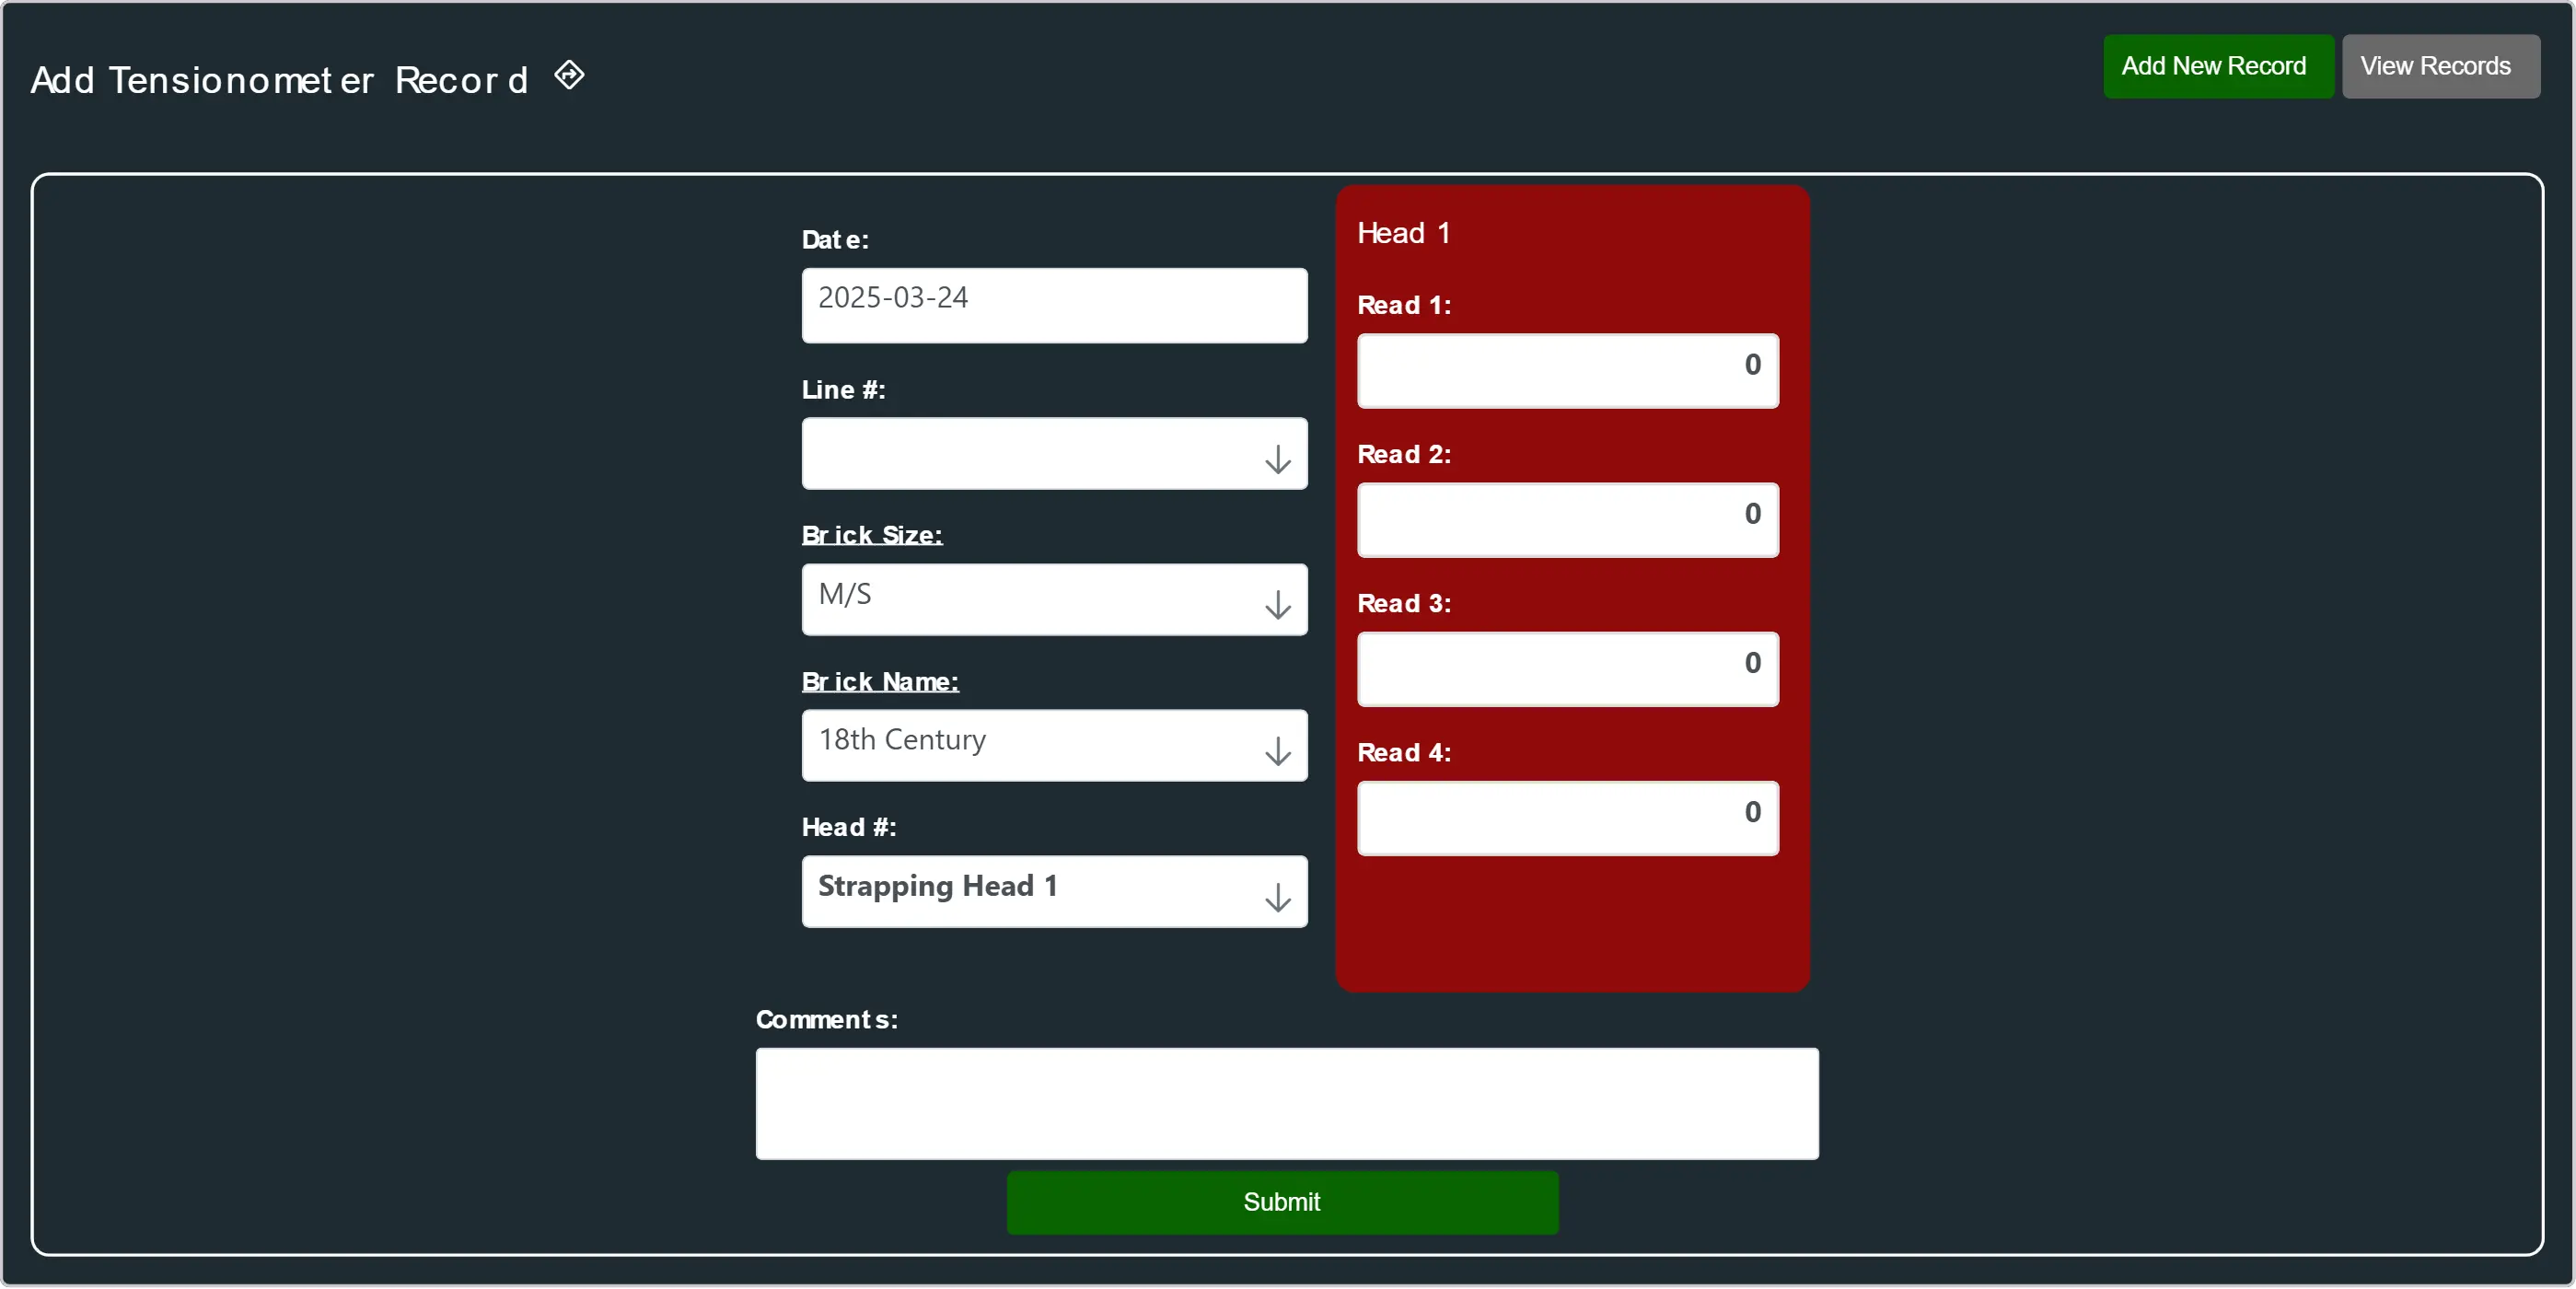 Add Tensionometer Record
Add New Record
View Records
Date:
2025-03-24
Line #:
Brick Size:
M/S
Brick Name:
18th Century
Head #:
Strapping Head 1
Head 1
Read 1:
0
Read 2:
0
Read 3:
0
Read 4:
0
Comments:
Submit